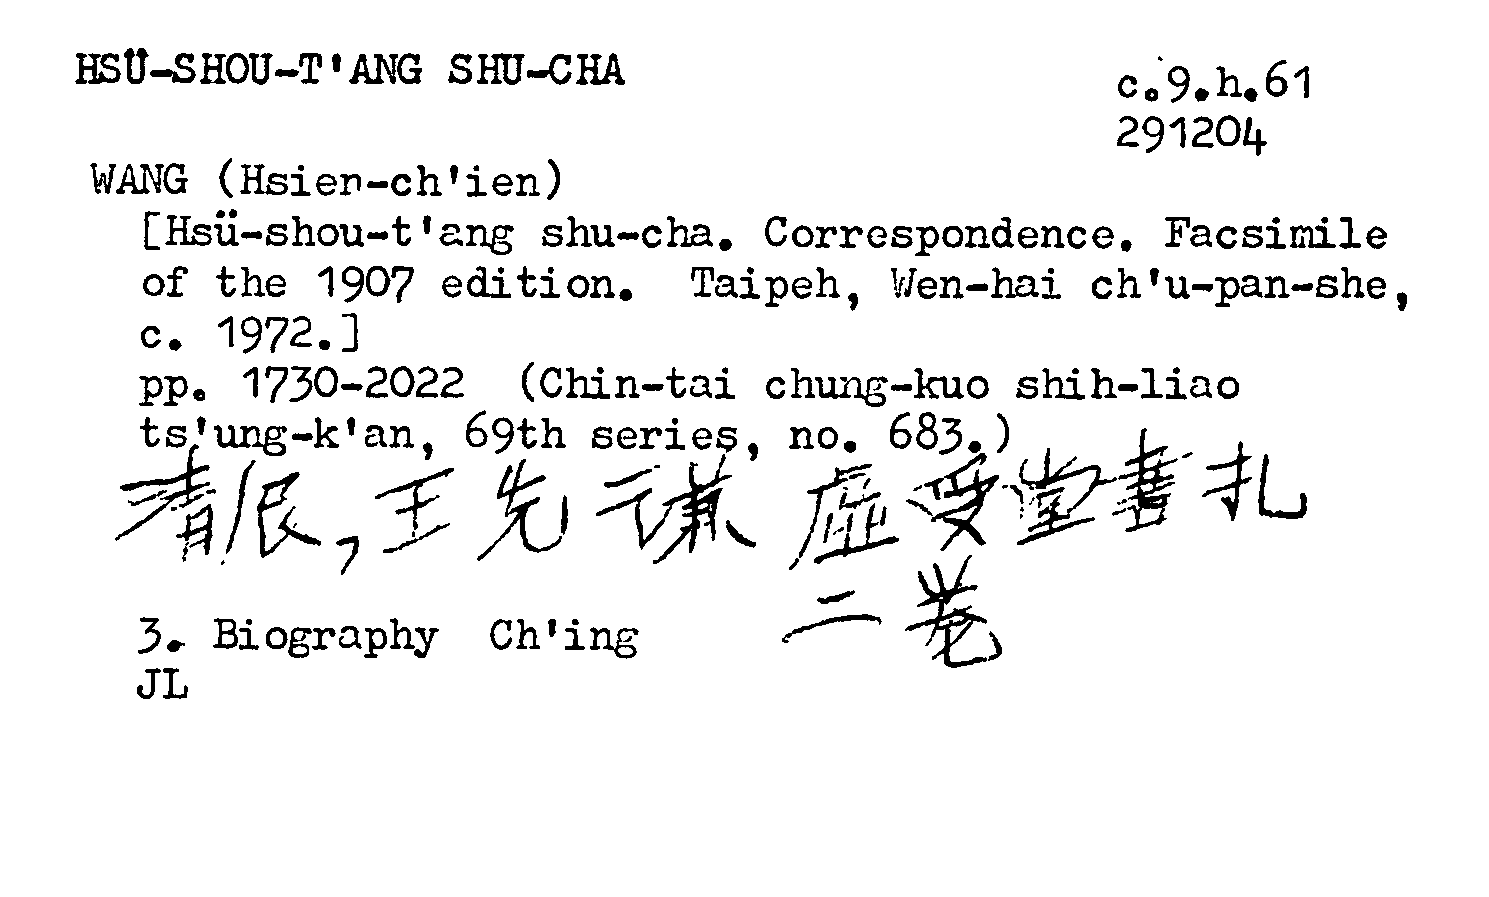 HSÜ-SHOU-T'ANG SHU-CHA
c.9.h.61
291204
WANG (Hsien-ch'ien)
[Hsü-shou-t'ang shu-cha. Correspondence. Facsimile
of the 1907 edition. Taipeh, Wen-hai ch'u-pan-she,
c. 1972.]
pp. 1730-2022 (Chin-tai chung-kuo shih-liao
ts'ung-k'an, 69th series, no. 683.)
清 , 王先謙 虛受堂書札
二卷
3. Biography Ch'ing
JL